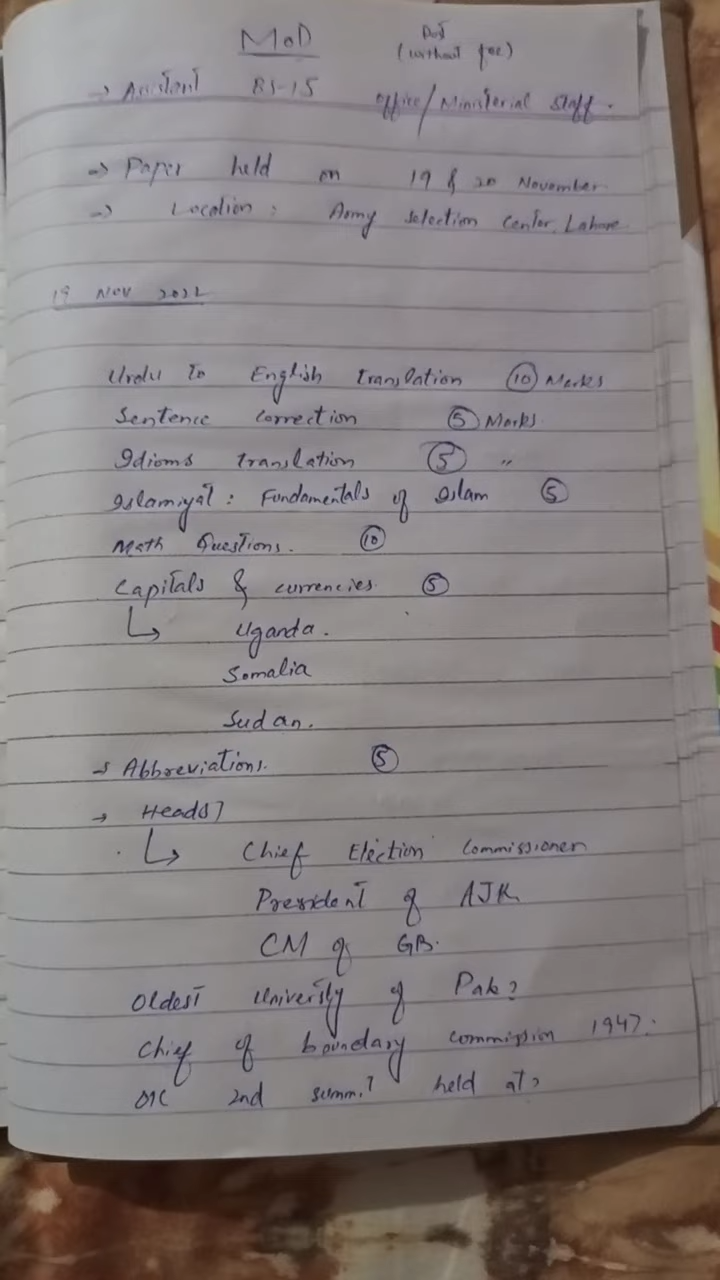 MoD
(without fee)
→ Assistant BS-15 Office/Ministerial Staff.
→ Paper held on 19 & 20 November
→ Location: Army Selection Center, Lahore
19 Nov 2022
Urdu to English Translation (10) Marks
Sentence correction (5) Marks
Idioms translation (5) "
Islamiyat: Fundamentals of Islam (5)
Math Questions. (10)
Capitals & currencies (5)
↳ Uganda.
Somalia
Sudan.
→ Abbreviations. (5)
→ Heads?
↳ Chief Election Commissioner
President of AJK
CM of GB.
Oldest University of Pak?
Chief of boundary commission 1947.
OIC 2nd summit held at?